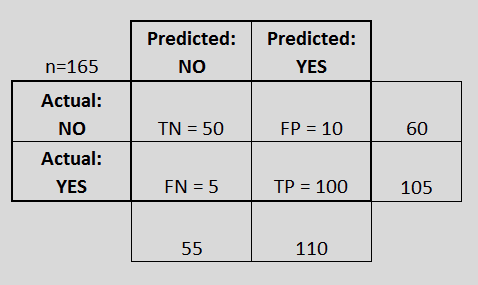 Predicted: Predicted:
n=165 NO YES
Actual:
NO TN = 50 FP = 10 60
Actual:
YES FN = 5 TP = 100 105
55 110